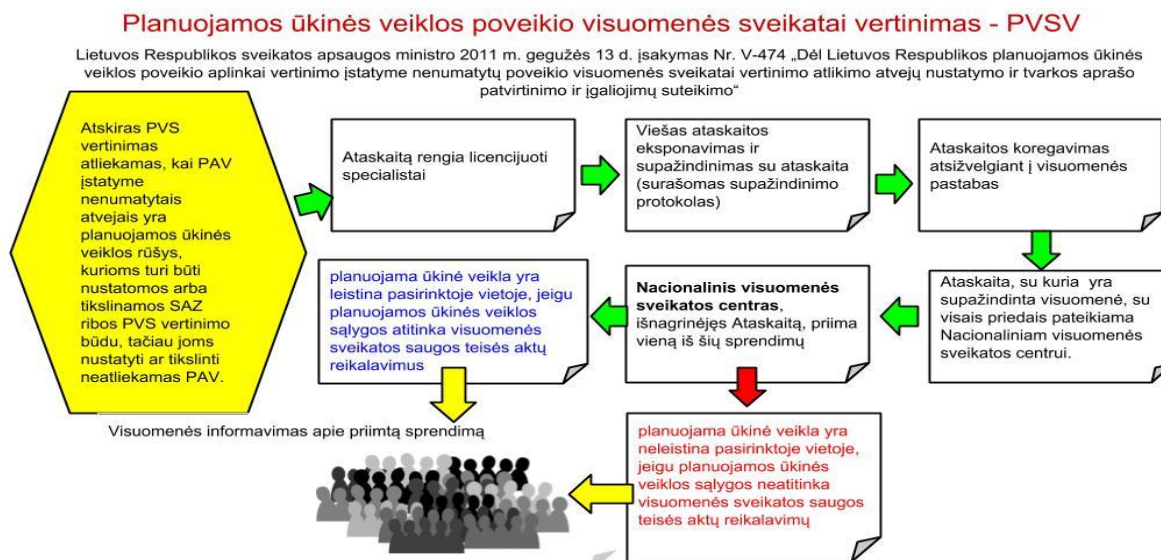 Planuojamos ūkinės veiklos poveikio visuomenės sveikatai vertinimas - PVSV
Lietuvos Respublikos sveikatos apsaugos ministro 2011 m. gegužės 13 d. įsakymas Nr. V-474 „Dėl Lietuvos Respublikos planuojamos ūkinės
veiklos poveikio aplinkai vertinimo įstatyme nenumatytų poveikio visuomenės sveikatai vertinimo atlikimo atvejų nustatymo ir tvarkos aprašo
patvirtinimo ir įgaliojimų suteikimo“
Atskiras PVS
vertinimas
atliekamas, kai PAV
įstatyme
nenumatytais
atvejais yra
planuojamos ūkinės
veiklos rūšys,
kurioms turi būti
nustatomos arba
tikslinamos SAZ
ribos PVS vertinimo
būdu, tačiau joms
nustatyti ar tikslinti
neatliekamas PAV.
Ataskaitą rengia licencijuoti
specialistai
Viešas ataskaitos
eksponavimas ir
supažindinimas su ataskaita
(surašomas supažindinimo
protokolas)
Ataskaitos koregavimas
atsižvelgiant į visuomenės
pastabas
Ataskaita, su kuria yra
supažindinta visuomenė, su
visais priedais pateikiama
Nacionaliniam visuomenės
sveikatos centrui.
Nacionalinis visuomenės
sveikatos centras,
išnagrinėjęs Ataskaitą, priima
vieną iš šių sprendimų
planuojama ūkinė veikla yra
leistina pasirinktoje vietoje, jeigu
planuojamos ūkinės veiklos
sąlygos atitinka visuomenės
sveikatos saugos teisės aktų
reikalavimus
planuojama ūkinė veikla yra
neleistina pasirinktoje vietoje,
jeigu planuojamos ūkinės
veiklos sąlygos neatitinka
visuomenės sveikatos saugos
teisės aktų reikalavimų
Visuomenės informavimas apie priimtą sprendimą